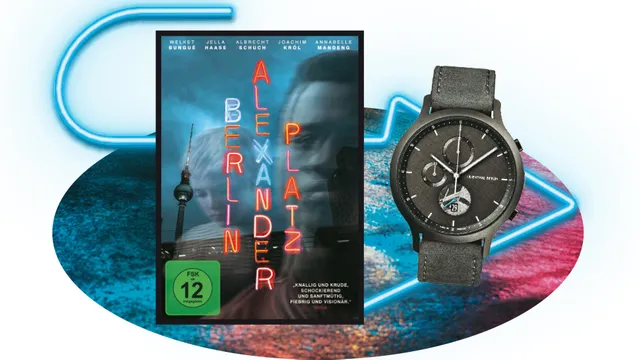 WELKET JELLA ALBRECHT JOACHIM ANNABELLE
BUNGUÉ HAASE SCHUCH KRÓL MANDENG
BERLIN
ALEXANDER
PLATZ
FSK
12
„KNALLIG UND KRUDE,
SCHOCKIEREND
UND SANFTMÜTIG,
FIEBRIG UND VISIONÄR.“